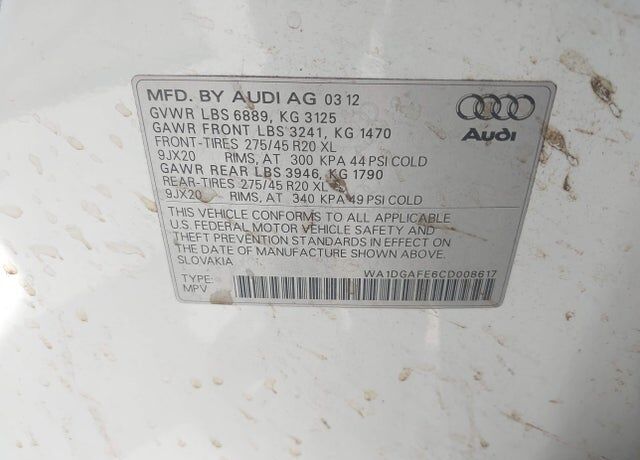 MFD. BY AUDI AG 03 12
GVWR LBS 6889, KG 3125
GAWR FRONT LBS 3241, KG 1470
FRONT-TIRES 275/45 R20 XL
9JX20 RIMS, AT 300 KPA 44 PSI COLD
GAWR REAR LBS 3946, KG 1790
REAR-TIRES 275/45 R20 XL
9JX20 RIMS, AT 340 KPA 49 PSI COLD
Audi
THIS VEHICLE CONFORMS TO ALL APPLICABLE
U.S. FEDERAL MOTOR VEHICLE SAFETY AND
THEFT PREVENTION STANDARDS IN EFFECT ON
THE DATE OF MANUFACTURE SHOWN ABOVE.
SLOVAKIA
WA1DGAFE6CD008617
TYPE:
MPV